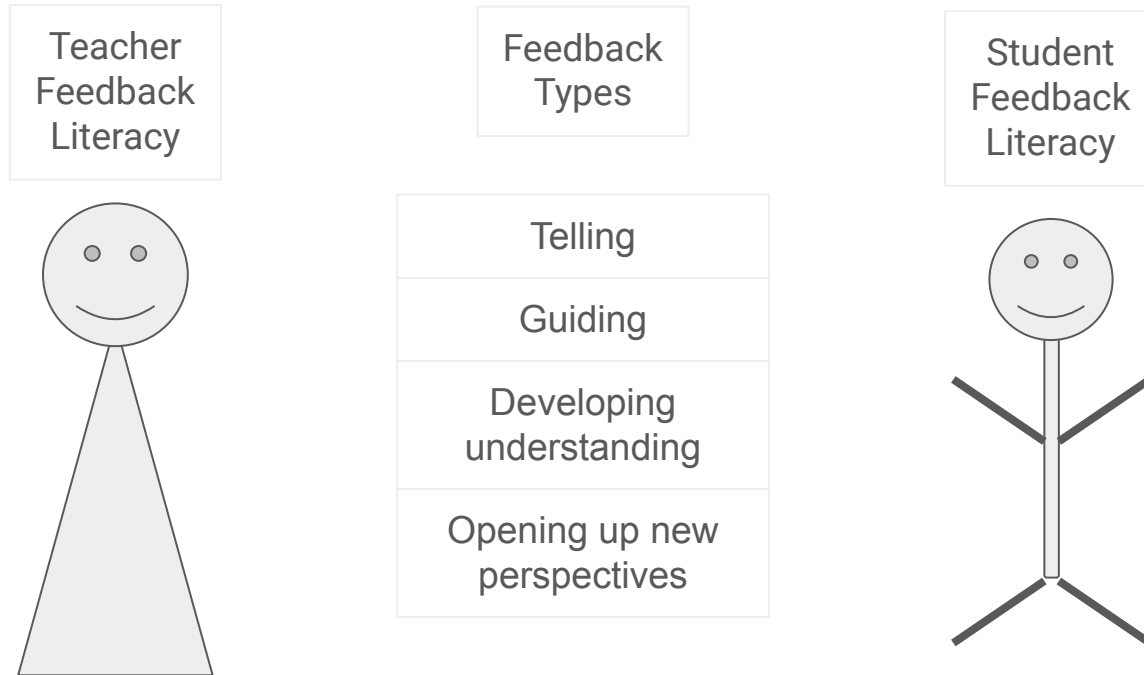 Teacher
Feedback
Literacy
Feedback
Types
Student
Feedback
Literacy
Telling
Guiding
Developing
understanding
Opening up new
perspectives